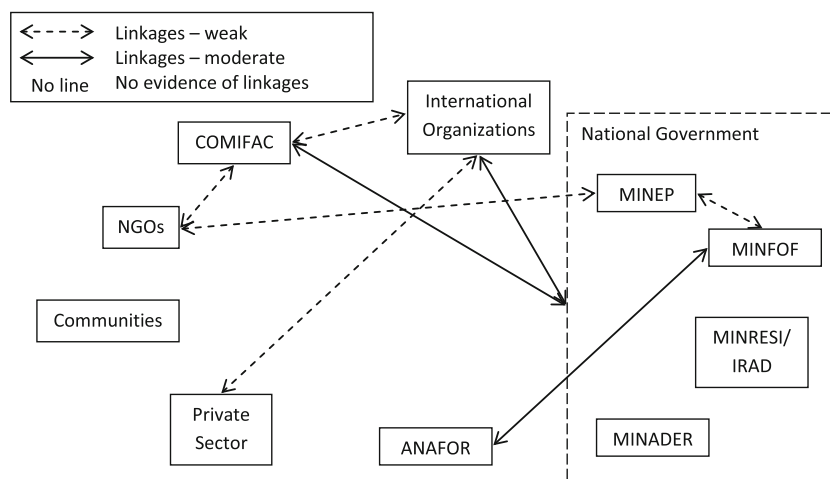 Linkages – weak
Linkages – moderate
No line No evidence of linkages
International
Organizations
National Government
COMIFAC
MINEP
NGOs
MINFOF
Communities
MINRESI/
IRAD
Private
Sector
ANAFOR
MINADER